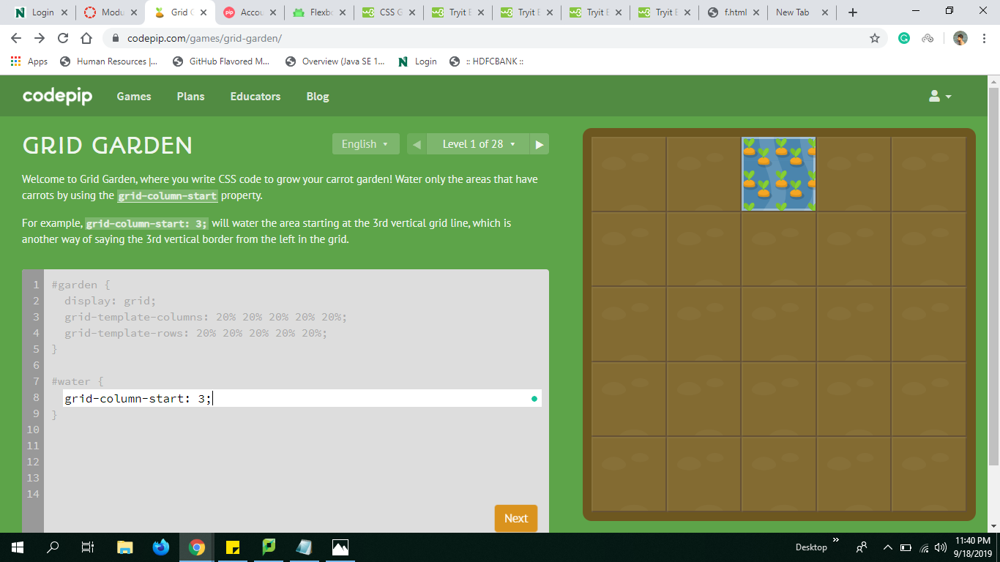 Login
Modu
Grid G
Accou
Flexbo
CSS G
Tryit E
Tryit E
Tryit E
Tryit E
f.html
New Tab
codepip.com/games/grid-garden/
Apps
Human Resources |...
GitHub Flavored M...
Overview (Java SE 1...
Login
:: HDFCBANK ::
codepip
Games
Plans
Educators
Blog
GRID GARDEN
English
Level 1 of 28
Welcome to Grid Garden, where you write CSS code to grow your carrot garden! Water only the areas that have
carrots by using the grid-column-start property.
For example, grid-column-start: 3; will water the area starting at the 3rd vertical grid line, which is
another way of saying the 3rd vertical border from the left in the grid.
1 #garden {
2 display: grid;
3 grid-template-columns: 20% 20% 20% 20% 20%;
4 grid-template-rows: 20% 20% 20% 20% 20%;
5 }
6
7 #water {
8 grid-column-start: 3;
9 }
10
11
12
13
14
Next
Desktop
11:40 PM
9/18/2019